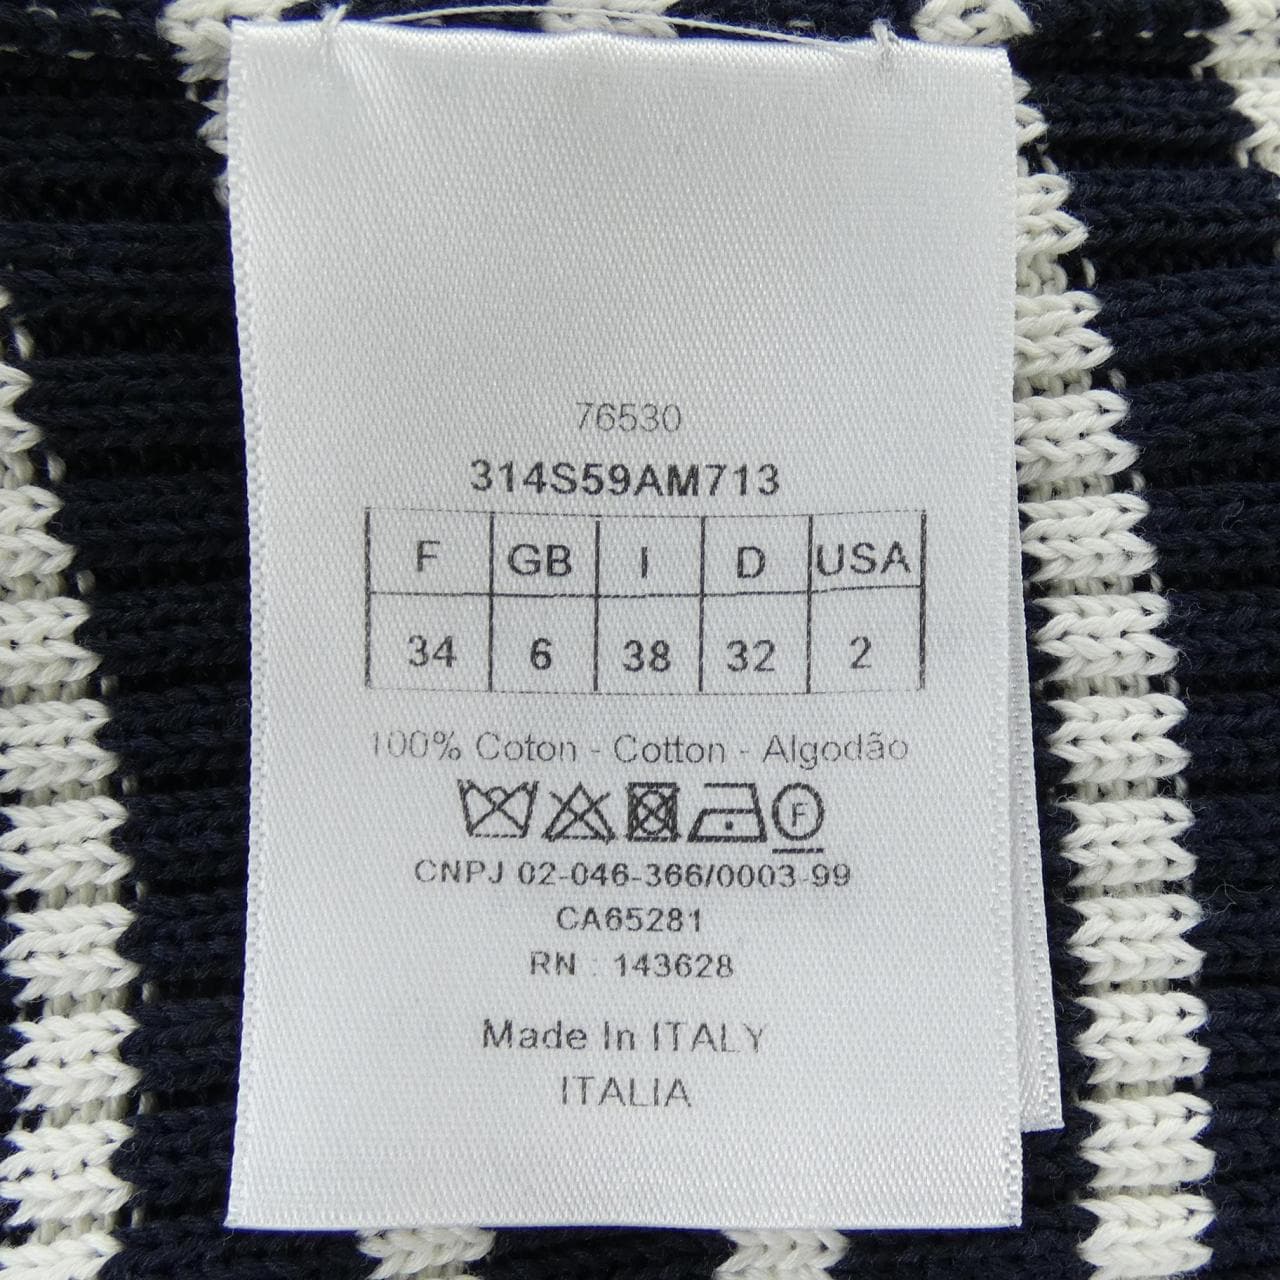 76530
314S59AM713
F GB I D USA
34 6 38 32 2
100% Coton - Cotton - Algodão
F
CNPJ 02-046-366/0003-99
CA65281
RN : 143628
Made In ITALY
ITALIA